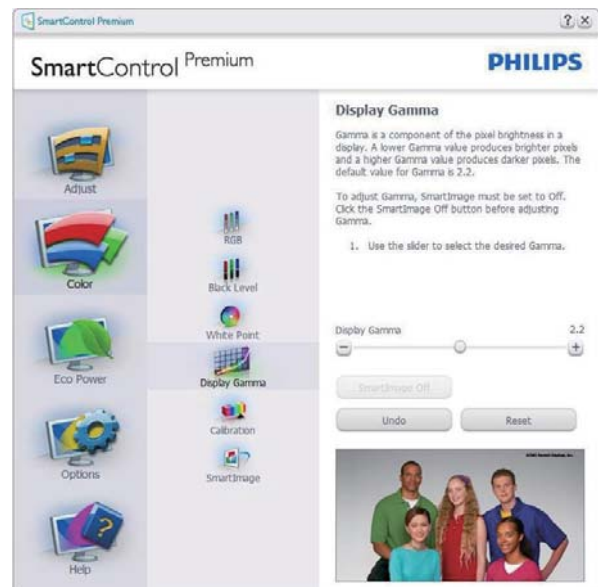 SmartControl Premium
SmartControl Premium
PHILIPS
Adjust
Color
Eco Power
Options
Help
RGB
Black Level
White Point
Display Gamma
Calibration
SmartImage
Display Gamma
Gamma is a component of the pixel brightness in a
display. A lower Gamma value produces brighter pixels
and a higher Gamma value produces darker pixels. The
default value for Gamma is 2.2.
To adjust Gamma, SmartImage must be set to Off.
Click the SmartImage Off button before adjusting
Gamma.
1. Use the slider to select the desired Gamma.
Display Gamma 2.2
SmartImage Off
Undo Reset